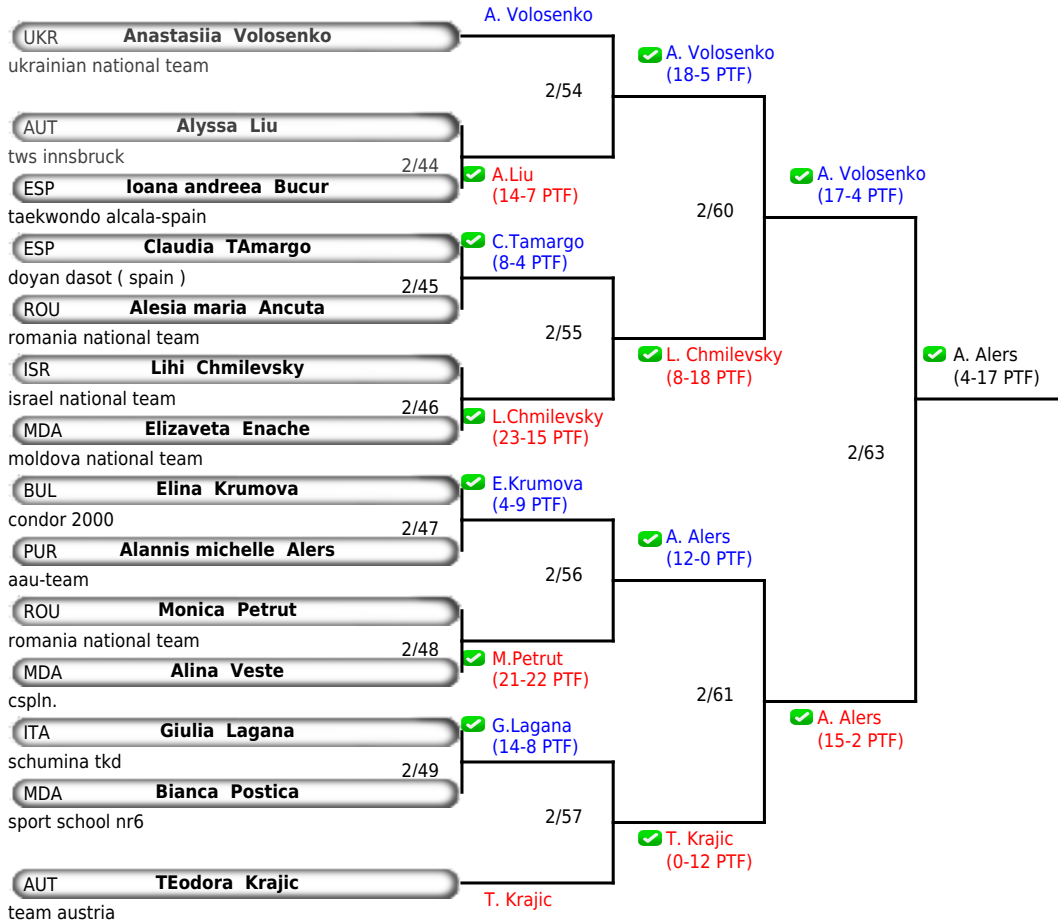 A. Volosenko
UKR Anastasiia Volosenko
ukrainian national team
A. Volosenko
(18-5 PTF)
2/54
AUT Alyssa Liu
tws innsbruck
2/44
A.Liu
(14-7 PTF)
ESP Ioana andreea Bucur
taekwondo alcala-spain
A. Volosenko
(17-4 PTF)
2/60
ESP Claudia TAmargo
doyan dasot ( spain )
C.Tamargo
(8-4 PTF)
2/45
ROU Alesia maria Ancuta
romania national team
2/55
ISR Lihi Chmilevsky
israel national team
L. Chmilevsky
(8-18 PTF)
A. Alers
(4-17 PTF)
2/46
L.Chmilevsky
(23-15 PTF)
MDA Elizaveta Enache
moldova national team
2/63
BUL Elina Krumova
condor 2000
E.Krumova
(4-9 PTF)
2/47
PUR Alannis michelle Alers
aau-team
A. Alers
(12-0 PTF)
2/56
ROU Monica Petrut
romania national team
2/48
M.Petrut
(21-22 PTF)
MDA Alina Veste
cspln.
2/61
A. Alers
(15-2 PTF)
ITA Giulia Lagana
schumina tkd
G.Lagana
(14-8 PTF)
2/49
MDA Bianca Postica
sport school nr6
2/57
T. Krajic
(0-12 PTF)
AUT TEodora Krajic
team austria
T. Krajic